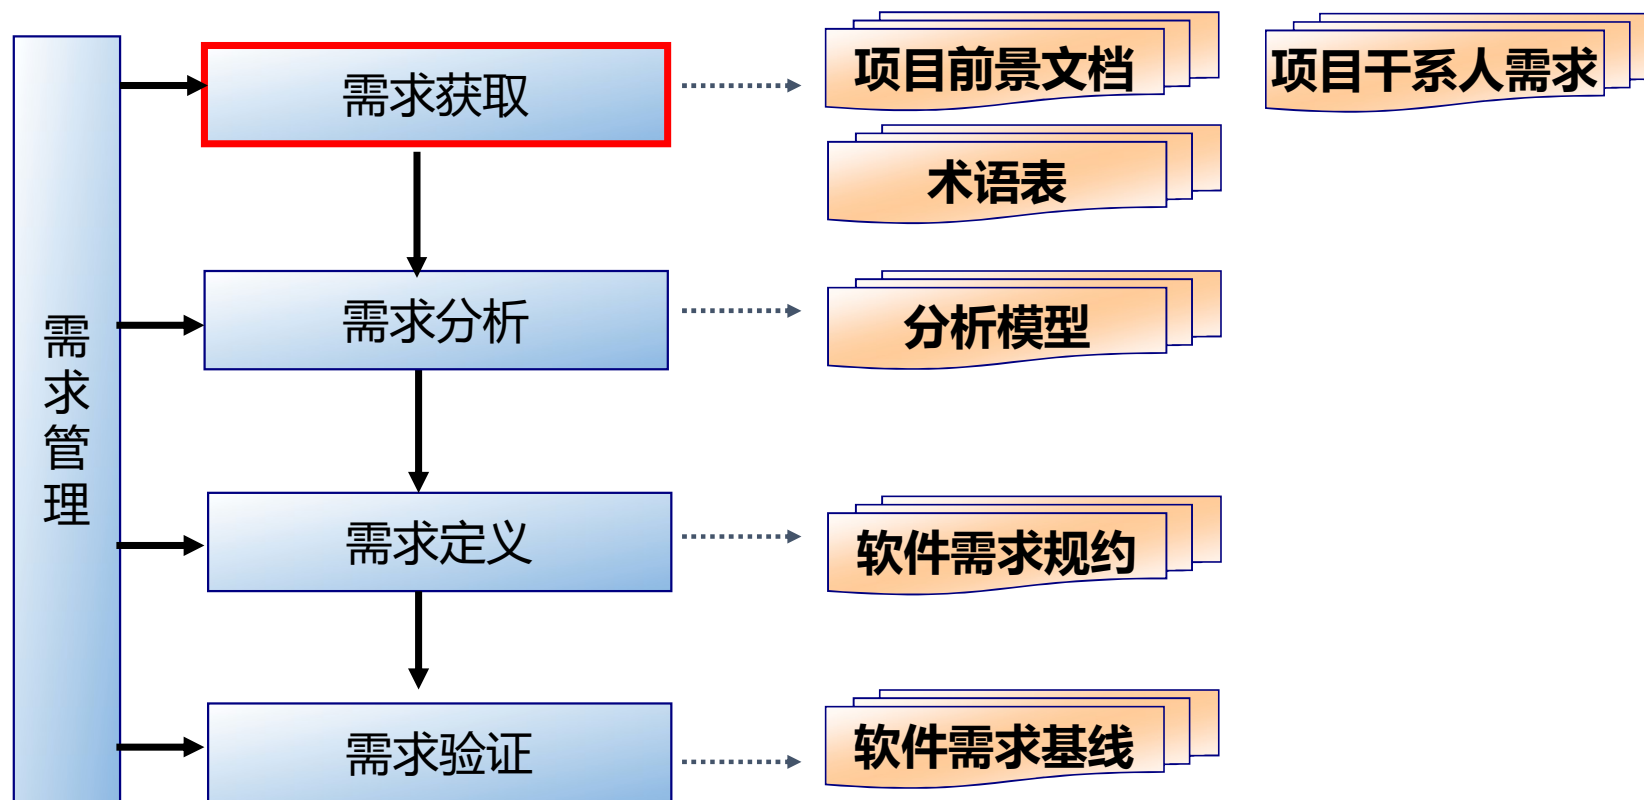 需求管理
需求获取
项目前景文档
项目干系人需求
术语表
需求分析
分析模型
需求定义
软件需求规约
需求验证
软件需求基线